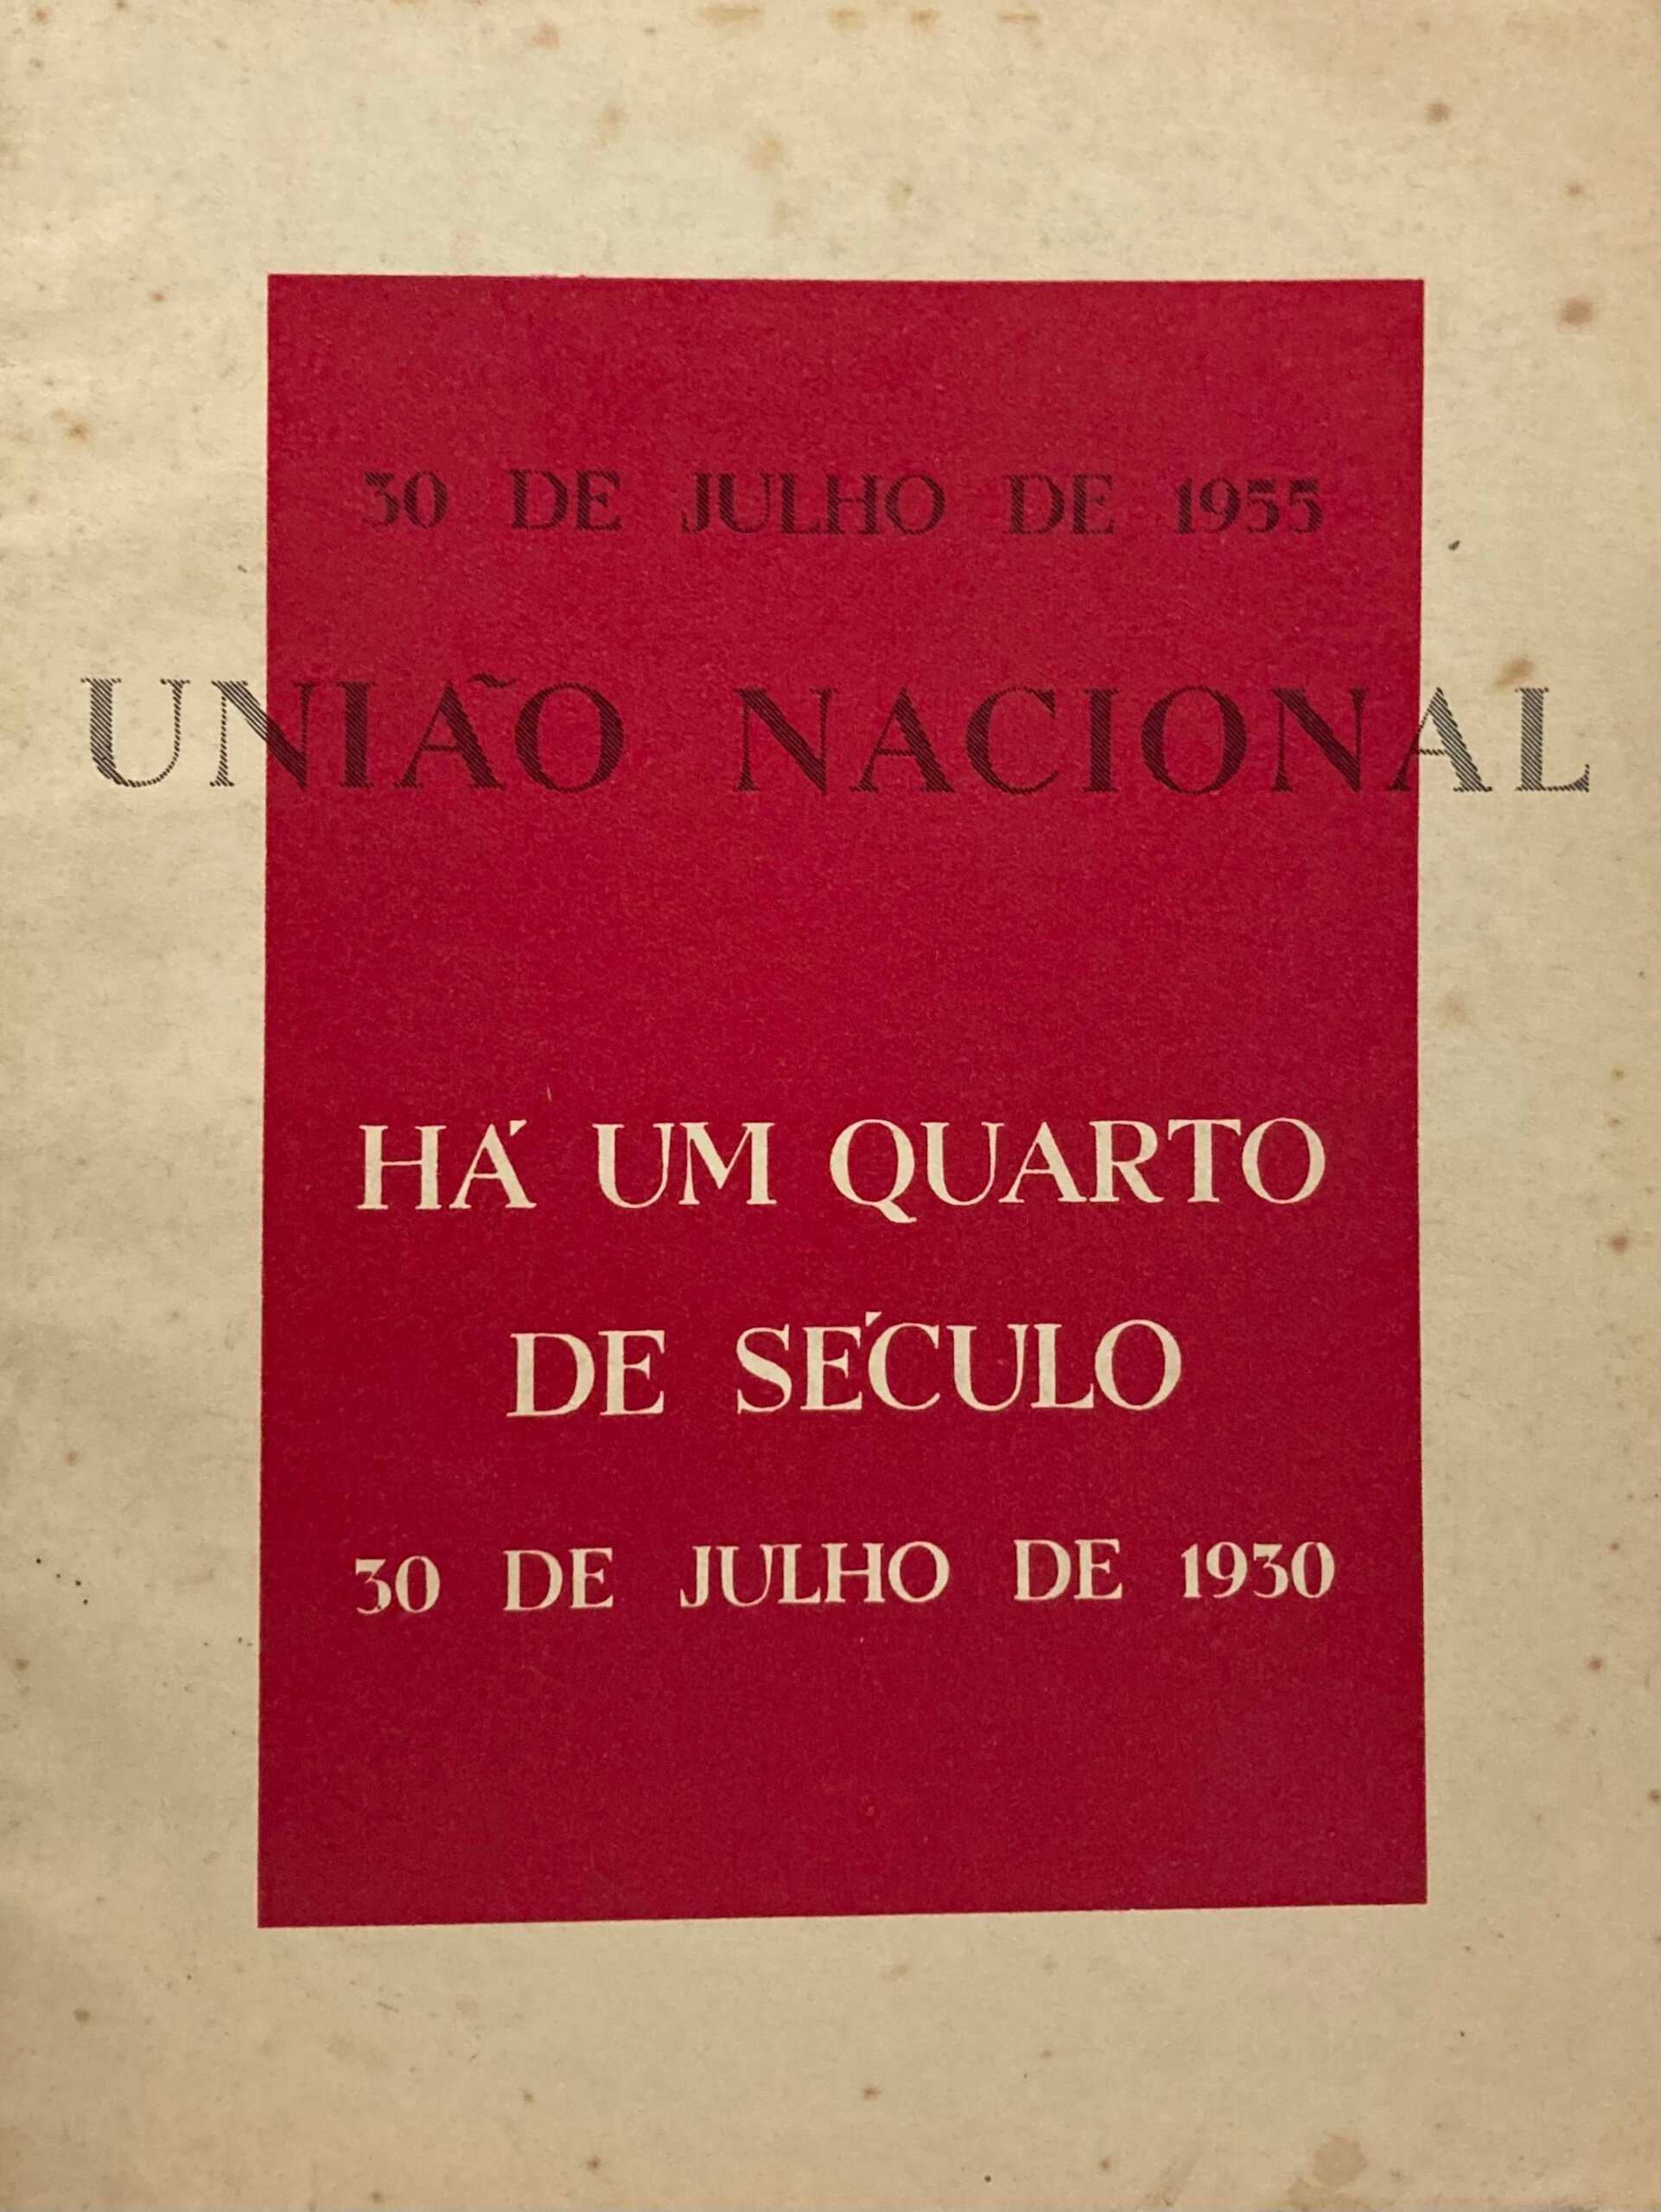 30 DE JULHO DE 1955
UNIÃO NACIONAL
HÁ UM QUARTO
DE SÉCULO
30 DE JULHO DE 1930